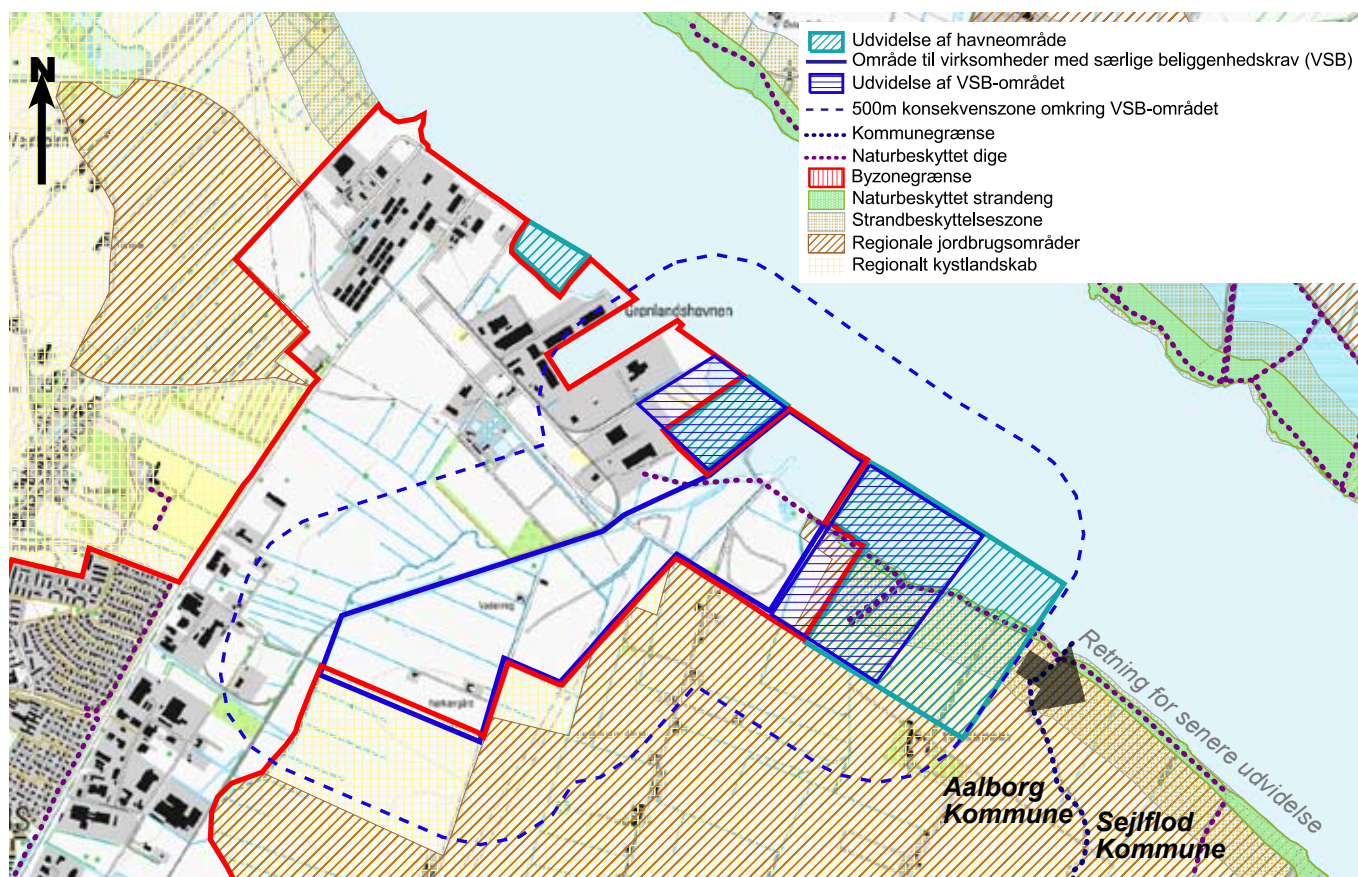 N
Udvidelse af havneområde
Område til virksomheder med særlige beliggenhedskrav (VSB)
Udvidelse af VSB-området
500m konsekvenszone omkring VSB-området
Kommunegrænse
Naturbeskyttet dige
Byzonegrænse
Naturbeskyttet strandeng
Strandbeskyttelseszone
Regionale jordbrugsområder
Regionalt kystlandskab
Grønlandshavnen
Retning for senere udvidelse
Aalborg
Kommune
Sejlflod
Kommune